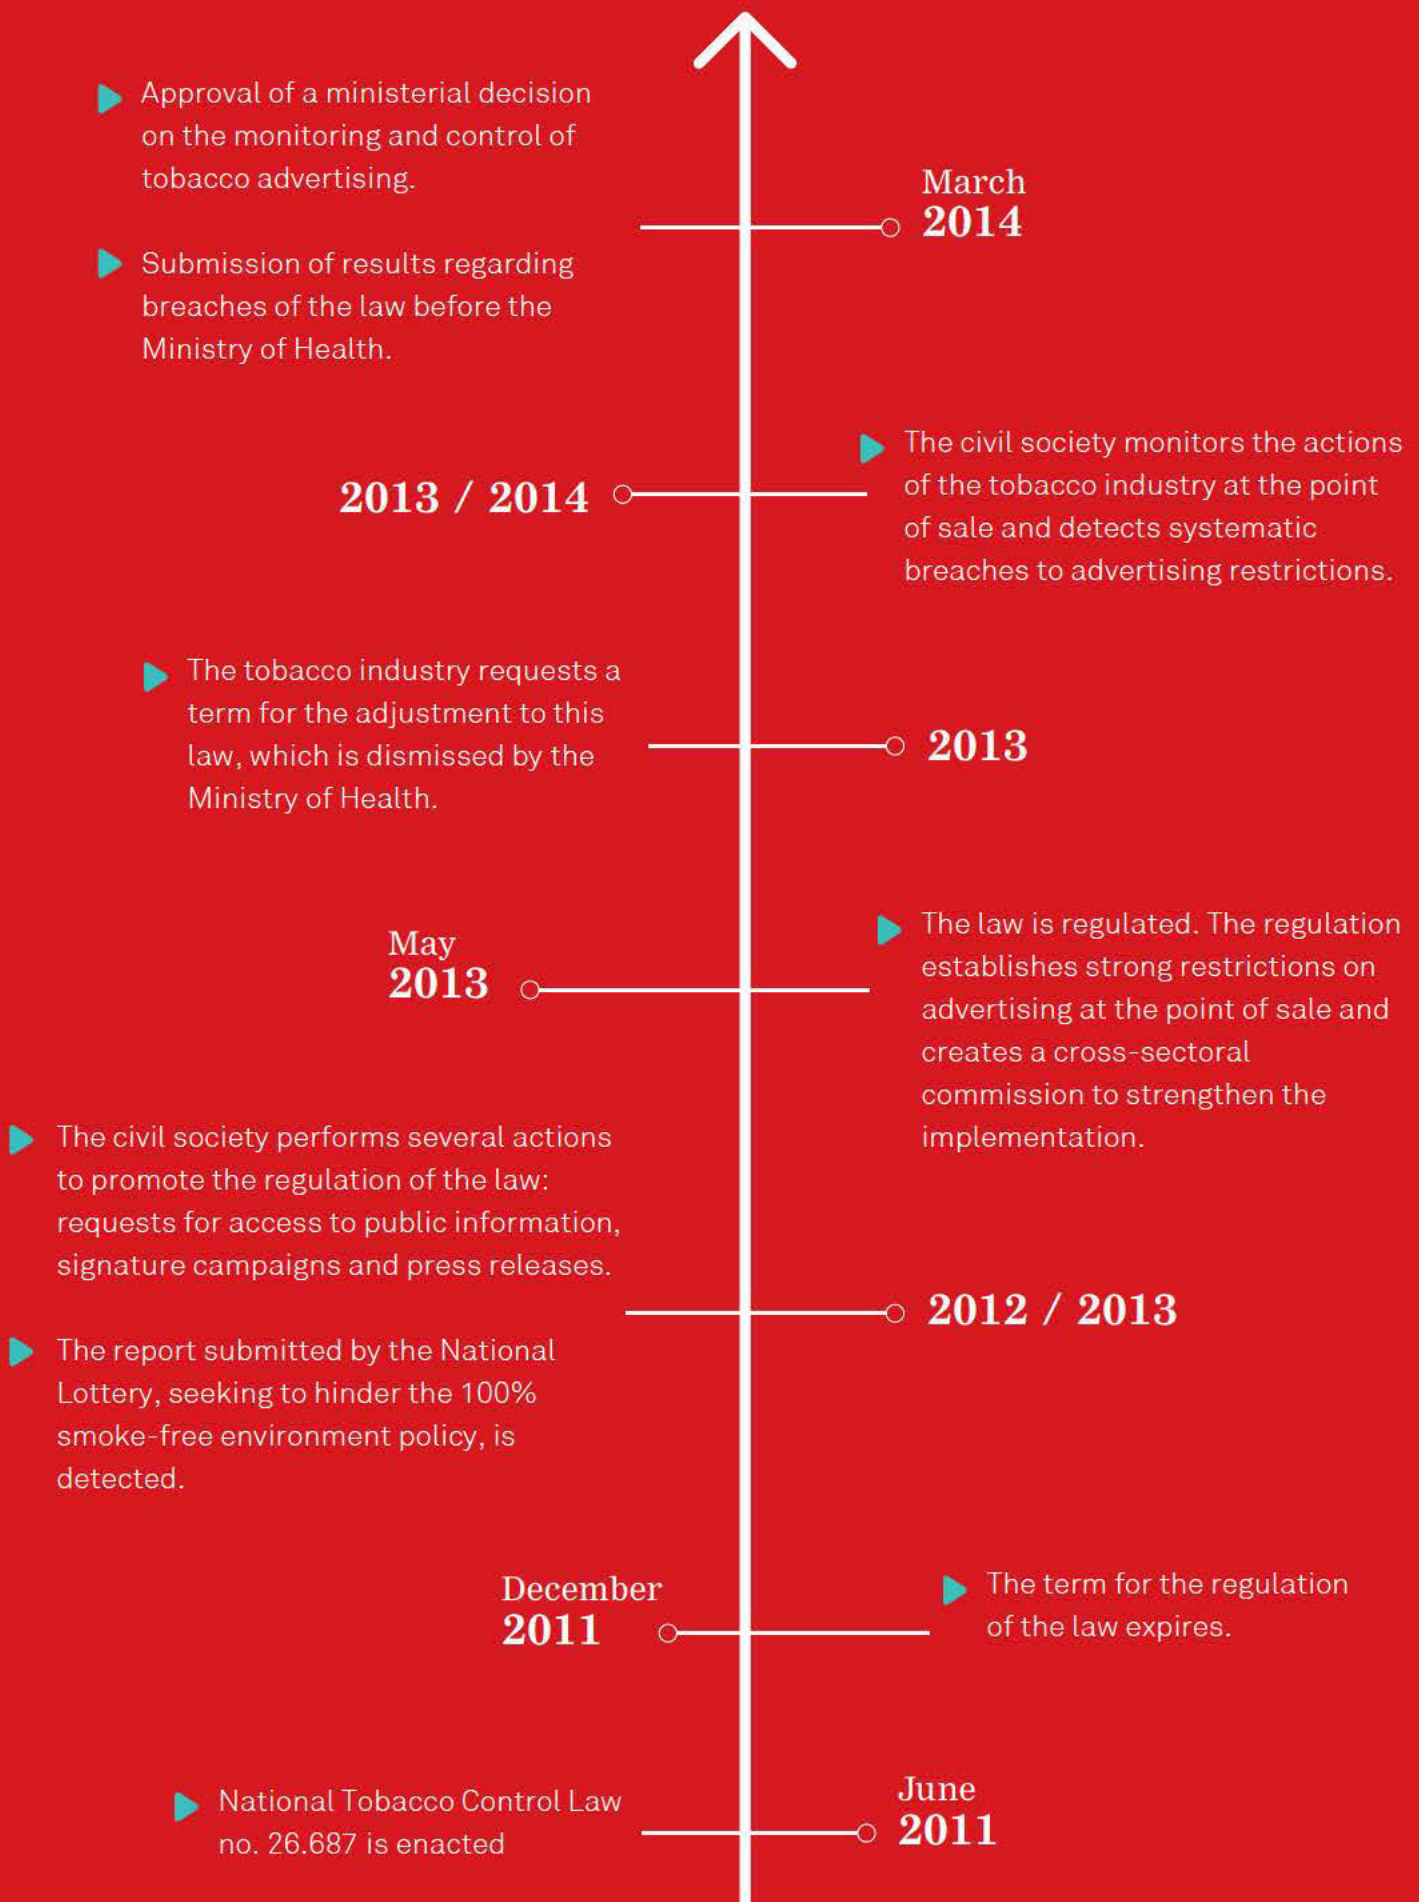 Approval of a ministerial decision
on the monitoring and control of
tobacco advertising.
March
2014
Submission of results regarding
breaches of the law before the
Ministry of Health.
The civil society monitors the actions
of the tobacco industry at the point
of sale and detects systematic
breaches to advertising restrictions.
2013 / 2014
The tobacco industry requests a
term for the adjustment to this
law, which is dismissed by the
Ministry of Health.
2013
May
2013
The law is regulated. The regulation
establishes strong restrictions on
advertising at the point of sale and
creates a cross-sectoral
commission to strengthen the
implementation.
The civil society performs several actions
to promote the regulation of the law:
requests for access to public information,
signature campaigns and press releases.
2012 / 2013
The report submitted by the National
Lottery, seeking to hinder the 100%
smoke-free environment policy, is
detected.
December
2011
The term for the regulation
of the law expires.
National Tobacco Control Law
no. 26.687 is enacted
June
2011